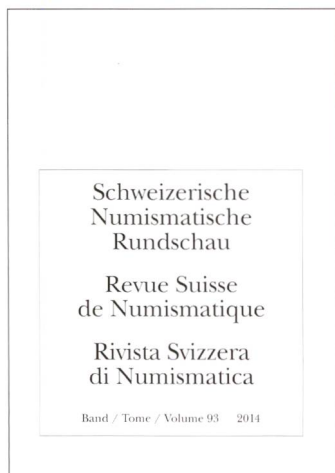 Schweizerische
Numismatische
Rundschau
Revue Suisse
de Numismatique
Rivista Svizzera
di Numismatica
Band / Tome / Volume 93 2014